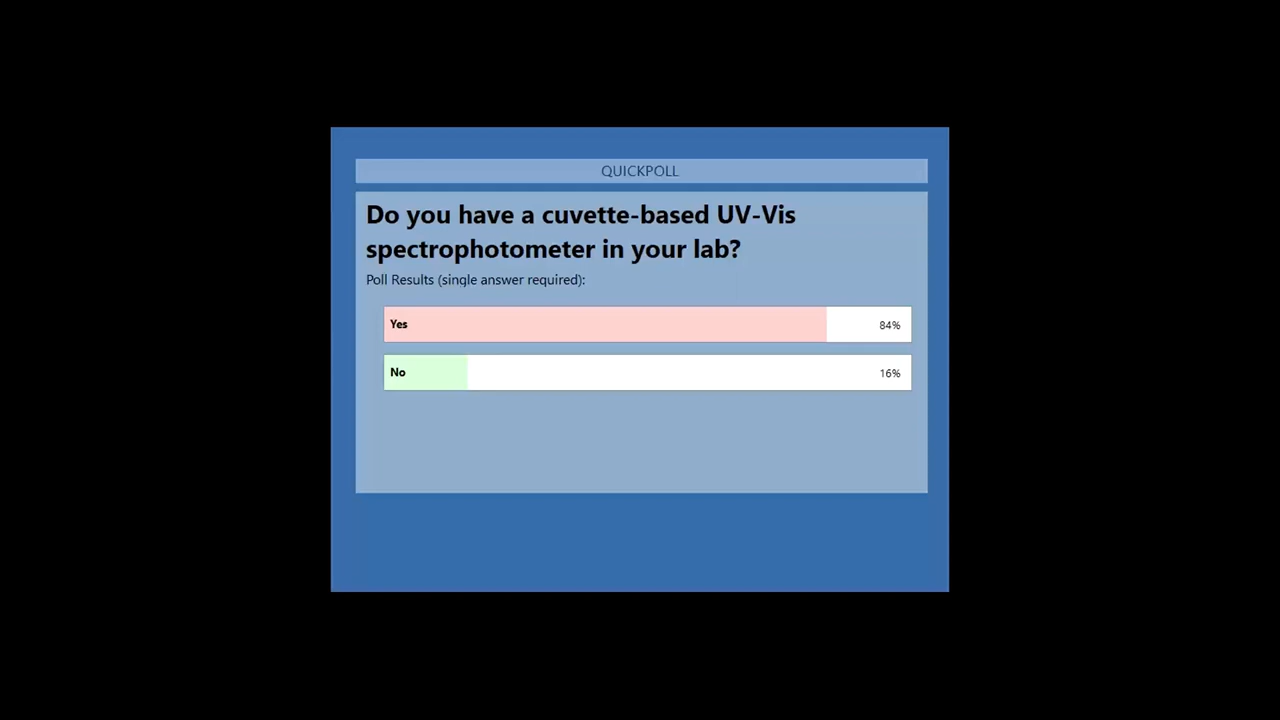 QUICKPOLL
Do you have a cuvette-based UV-Vis
spectrophotometer in your lab?
Poll Results (single answer required):
Yes 84%
No 16%